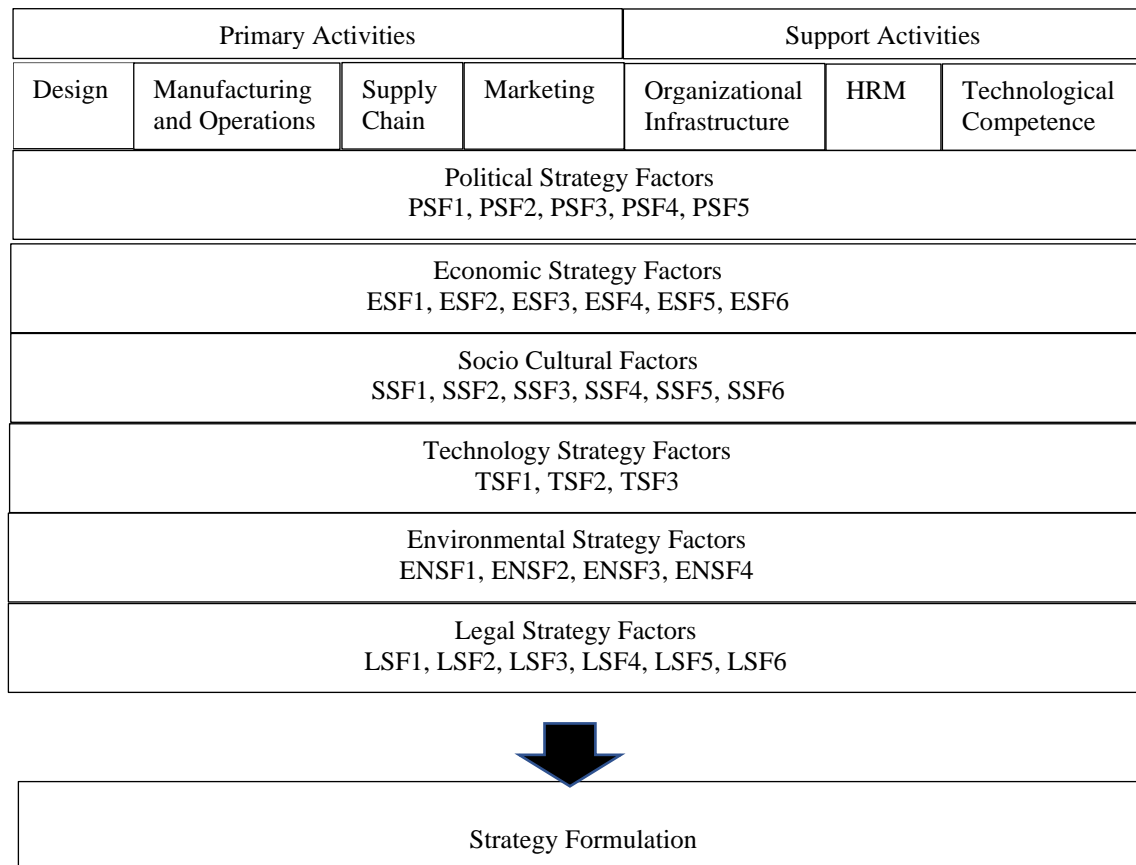 Primary Activities
Support Activities
Design
Manufacturing
and Operations
Supply
Chain
Marketing
Organizational
Infrastructure
HRM
Technological
Competence
Political Strategy Factors
PSF1, PSF2, PSF3, PSF4, PSF5
Economic Strategy Factors
ESF1, ESF2, ESF3, ESF4, ESF5, ESF6
Socio Cultural Factors
SSF1, SSF2, SSF3, SSF4, SSF5, SSF6
Technology Strategy Factors
TSF1, TSF2, TSF3
Environmental Strategy Factors
ENSF1, ENSF2, ENSF3, ENSF4
Legal Strategy Factors
LSF1, LSF2, LSF3, LSF4, LSF5, LSF6
Strategy Formulation